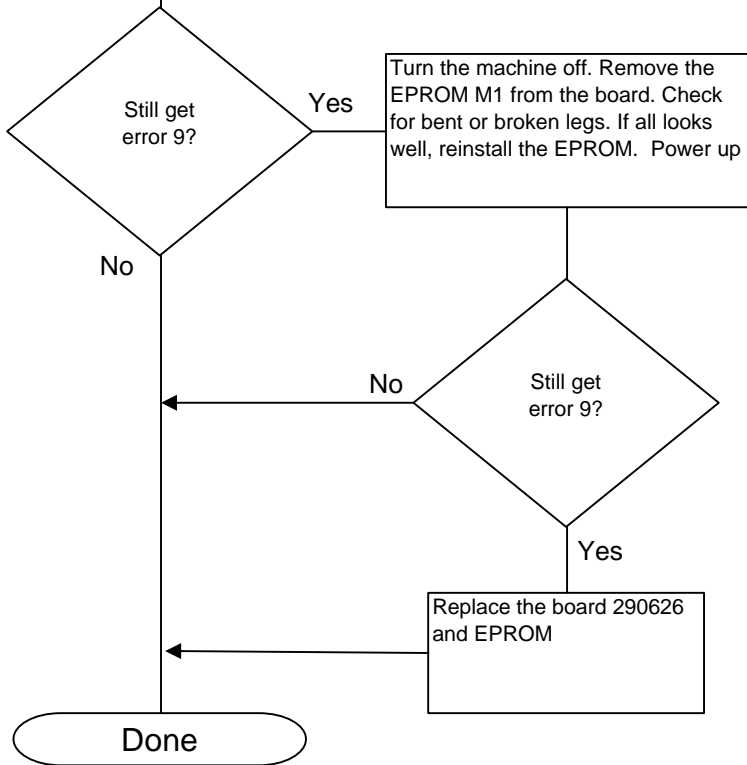 Still get
error 9?
Yes
Turn the machine off. Remove the
EPROM M1 from the board. Check
for bent or broken legs. If all looks
well, reinstall the EPROM.  Power up
No
No
Still get
error 9?
Yes
Replace the board 290626
and EPROM
Done